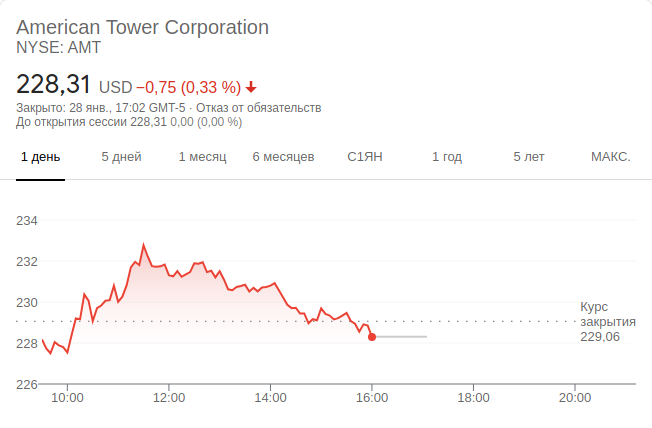 American Tower Corporation
NYSE: AMT
228,31 USD −0,75 (0,33 %)
Закрыто: 28 янв., 17:02 GMT-5 · Отказ от обязательств
До открытия сессии 228,31 0,00 (0,00 %)
1 день 5 дней 1 месяц 6 месяцев С1ЯН 1 год 5 лет МАКС.
234
232
230
Курс
закрытия
229,06
228
226
10:00 12:00 14:00 16:00 18:00 20:00